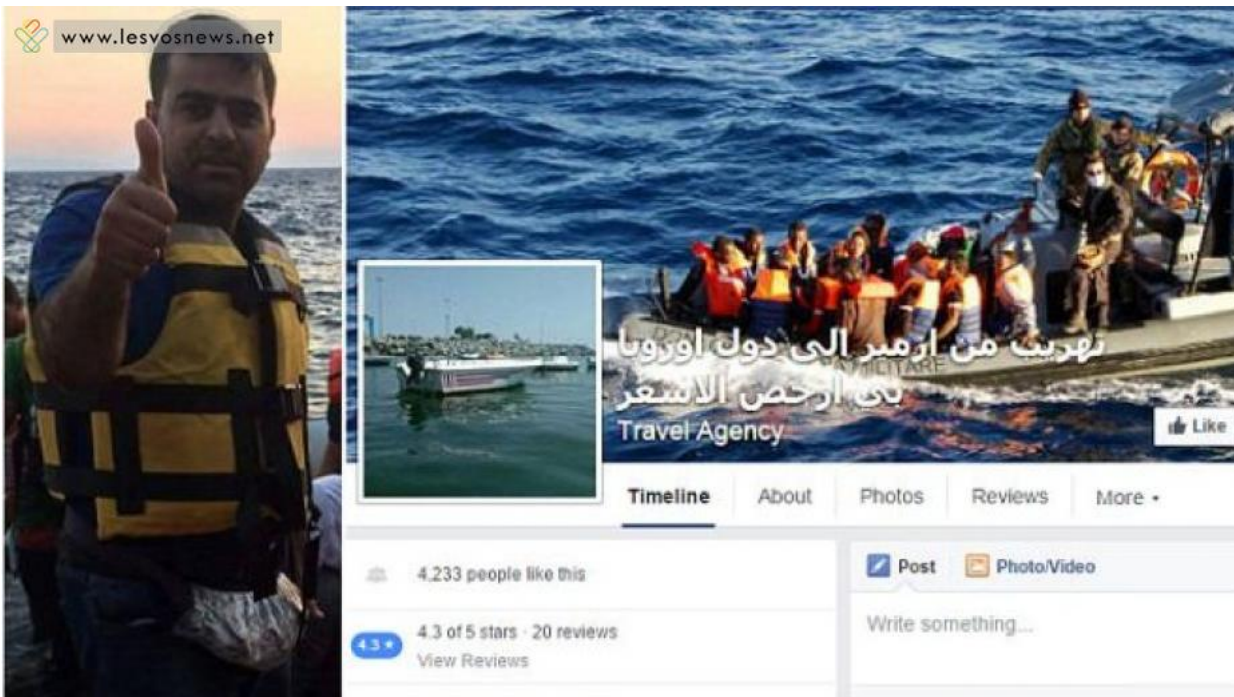 www.lesvosnews.net
تهريب من ازمير الى دول اوروبا
بي ارخص الاسعر
MILITARE
Travel Agency
Like
Timeline
About
Photos
Reviews
More
4,233 people like this
4.3
4.3 of 5 stars · 20 reviews
View Reviews
Post
Photo/Video
Write something...